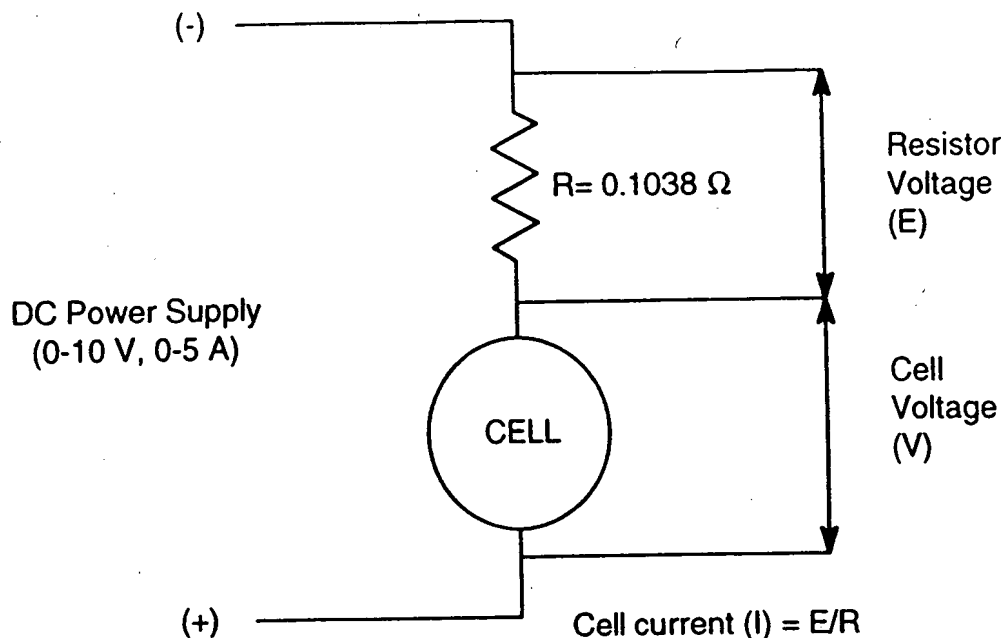 (-)
Resistor
Voltage
(E)
R= 0.1038 Ω
DC Power Supply
(0-10 V, 0-5 A)
CELL
Cell
Voltage
(V)
(+)
Cell current (I) = E/R